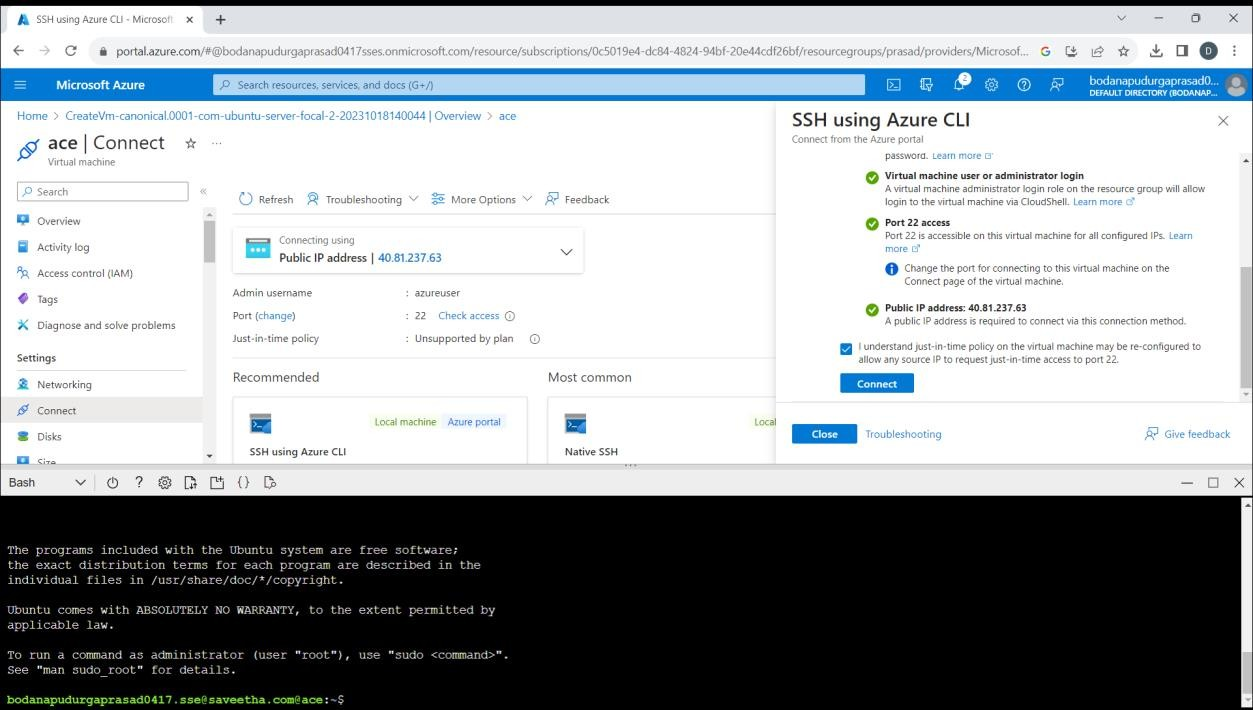 SSH using Azure CLI - Microsoft
portal.azure.com/#@bodanapudurgaprasad0417sses.onmicrosoft.com/resource/subscriptions/0c5019e4-dc84-4824-94bf-20e44cdf26bf/resourcegroups/prasad/providers/Microsof...
G
D
Microsoft Azure
Search resources, services, and docs (G+/)
2
bodanapudurgaprasad0...
DEFAULT DIRECTORY (BODANAP...
Home > CreateVm-canonical.0001-com-ubuntu-server-focal-2-20231018140044 | Overview > ace
ace | Connect
Virtual machine
Search
Overview
Activity log
Access control (IAM)
Tags
Diagnose and solve problems
Settings
Networking
Connect
Disks
Size
Refresh
Troubleshooting
More Options
Feedback
Connecting using
Public IP address | 40.81.237.63
Admin username : azureuser
Port (change) : 22 Check access
Just-in-time policy : Unsupported by plan
Recommended
Most common
Local machine Azure portal
SSH using Azure CLI
Local
Native SSH
SSH using Azure CLI
Connect from the Azure portal
password. Learn more
Virtual machine user or administrator login
A virtual machine administrator login role on the resource group will allow
login to the virtual machine via CloudShell. Learn more
Port 22 access
Port 22 is accessible on this virtual machine for all configured IPs. Learn
more
Change the port for connecting to this virtual machine on the
Connect page of the virtual machine.
Public IP address: 40.81.237.63
A public IP address is required to connect via this connection method.
I understand just-in-time policy on the virtual machine may be re-configured to
allow any source IP to request just-in-time access to port 22.
Connect
Close
Troubleshooting
Give feedback
Bash
The programs included with the Ubuntu system are free software;
the exact distribution terms for each program are described in the
individual files in /usr/share/doc/*/copyright.
Ubuntu comes with ABSOLUTELY NO WARRANTY, to the extent permitted by
applicable law.
To run a command as administrator (user "root"), use "sudo <command>".
See "man sudo_root" for details.
bodanapudurgaprasad0417.sse@saveetha.com@ace:~$